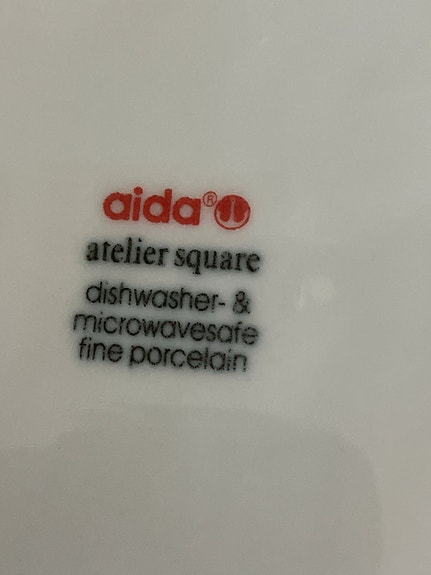 aida®
atelier square
dishwasher- &
microwavesafe
fine porcelain